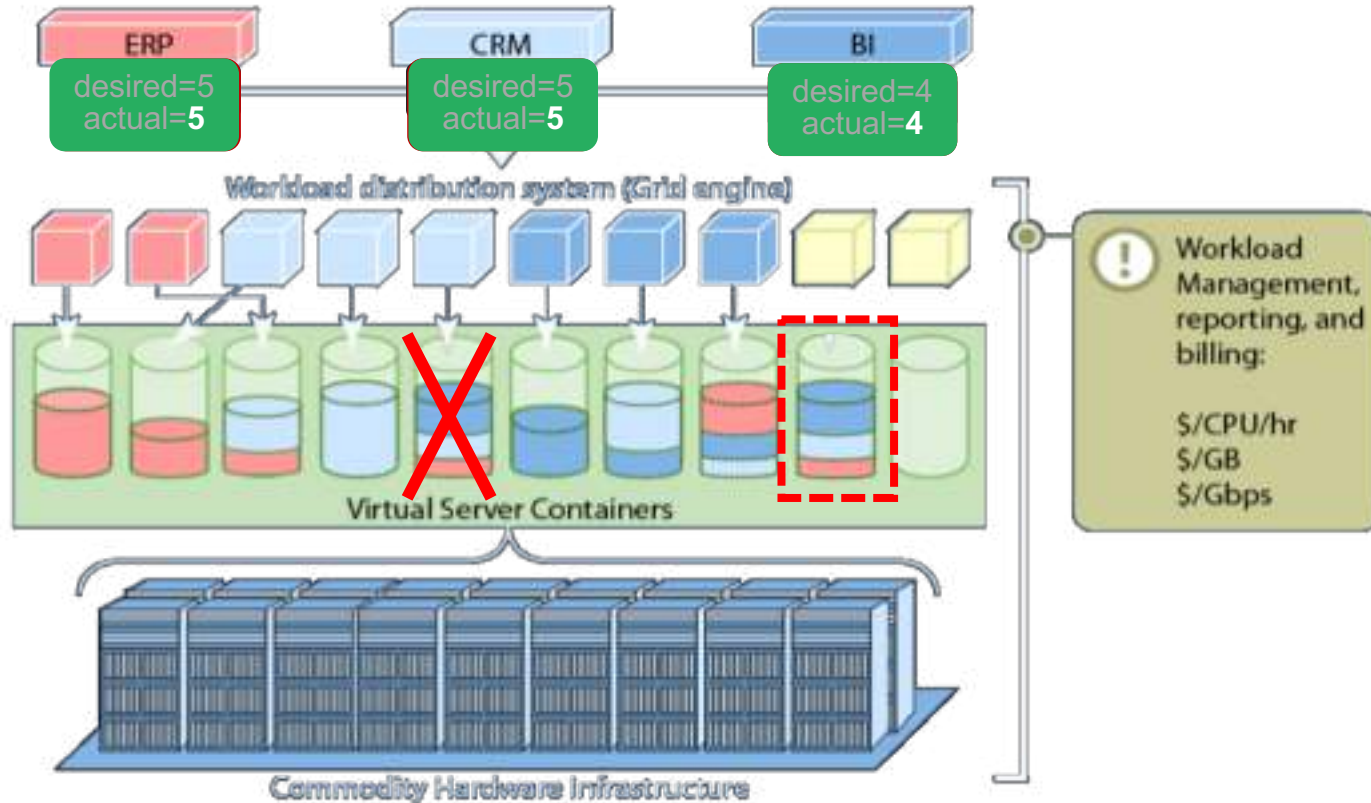 ERP
CRM
BI
desired=5
actual=5
desired=5
actual=5
desired=4
actual=4
Workload distribution system (Grid engine)
!
Workload
Management,
reporting, and
billing:
$/CPU/hr
$/GB
$/Gbps
Virtual Server Containers
Commodity Hardware Infrastructure